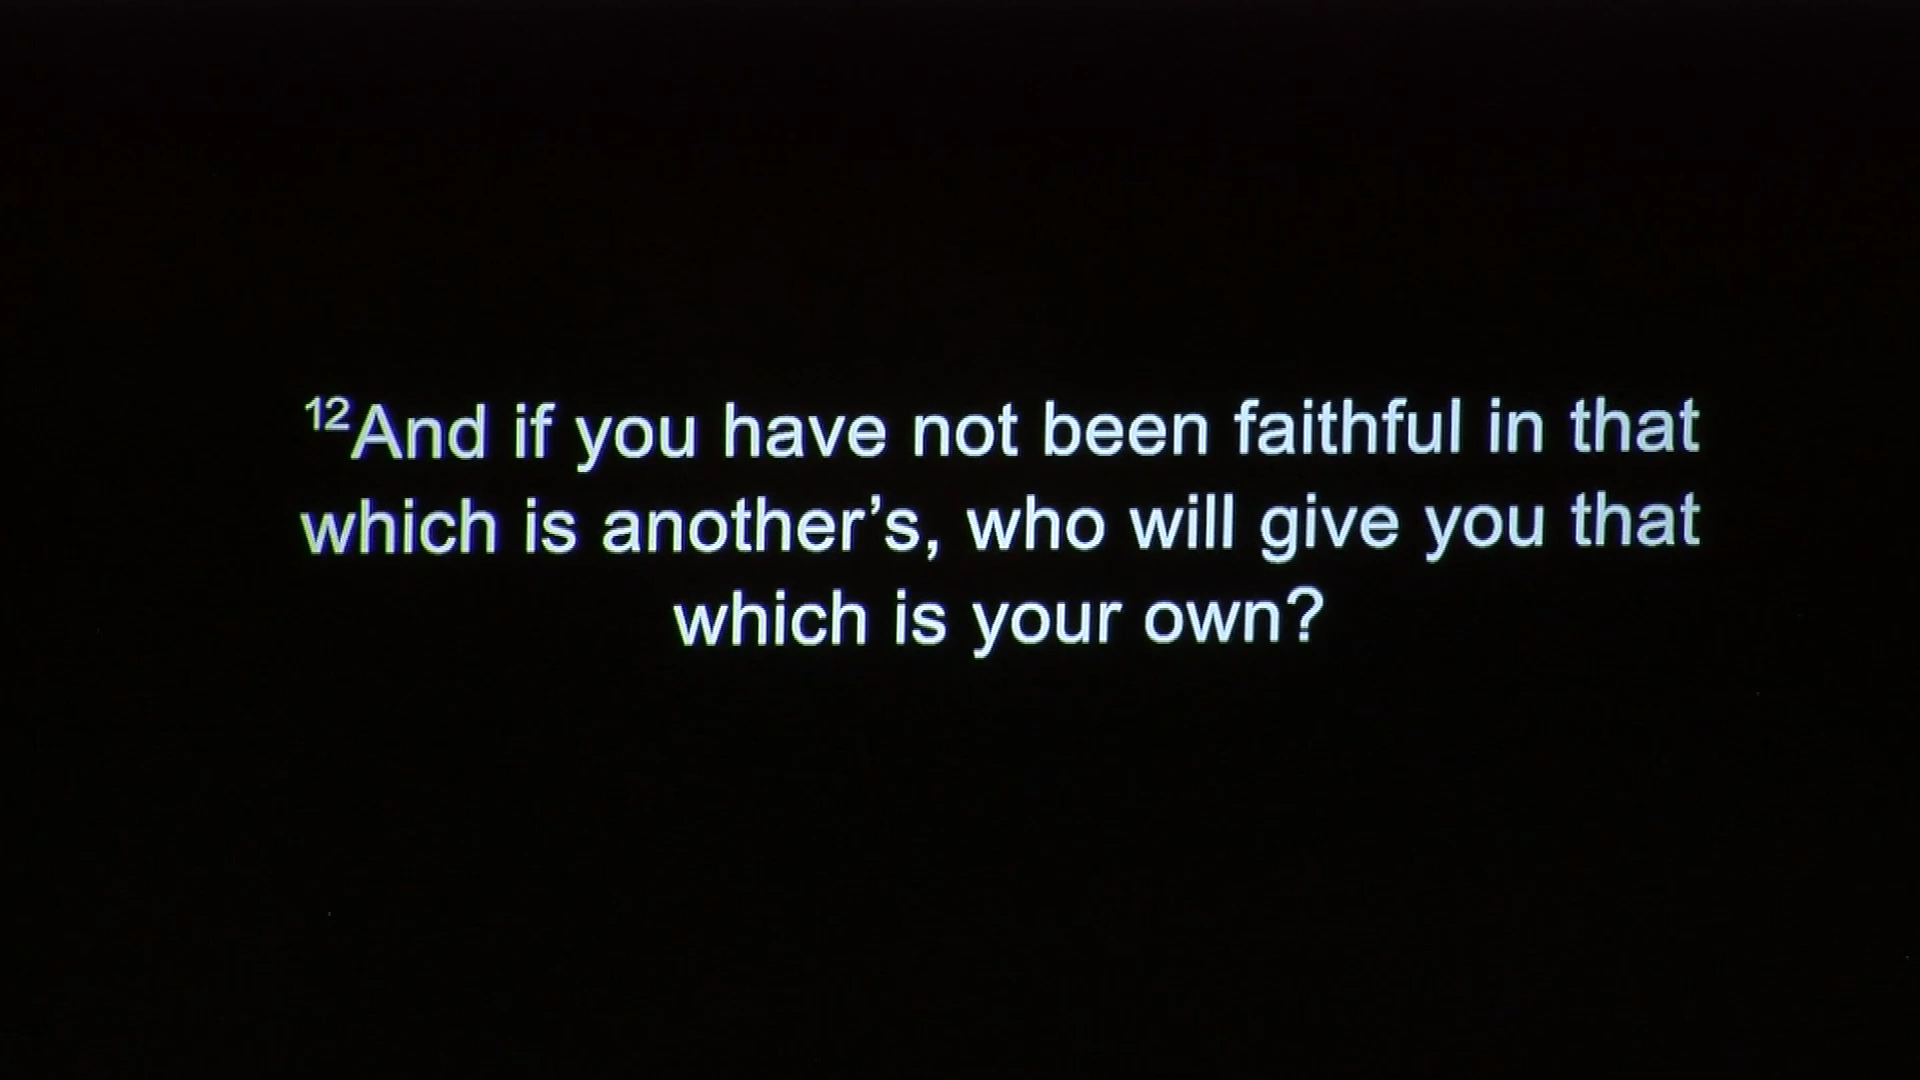 12And if you have not been faithful in that
which is another’s, who will give you that
which is your own?